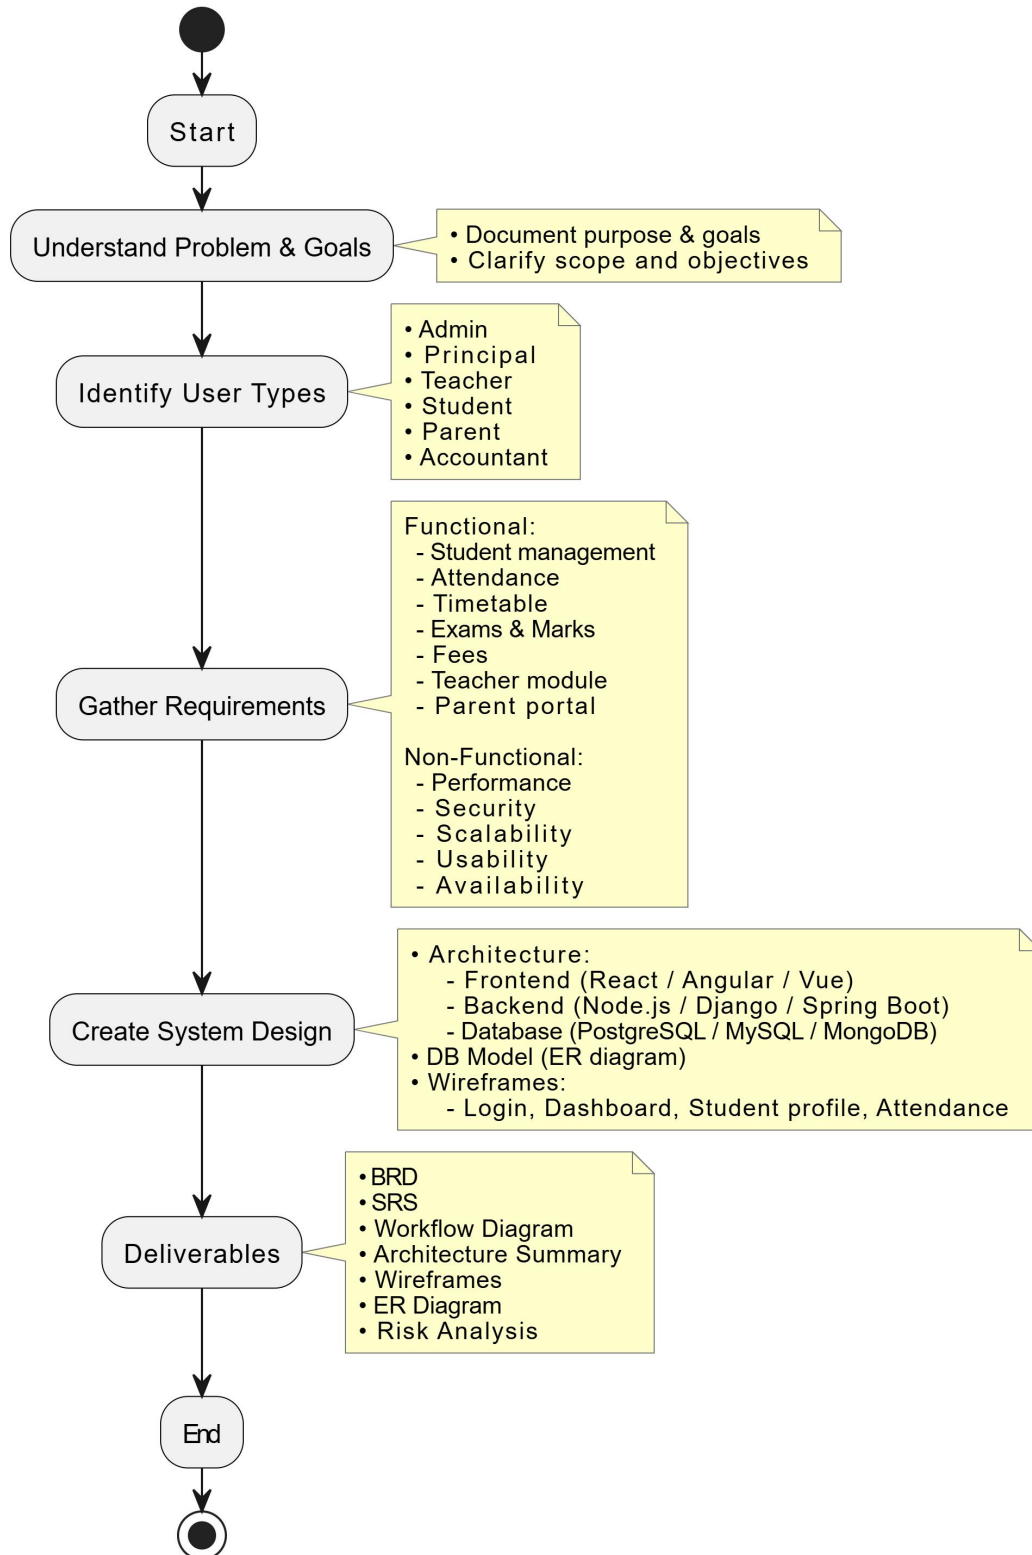 Start
Understand Problem & Goals
• Document purpose & goals
• Clarify scope and objectives
Identify User Types
• Admin
• Principal
• Teacher
• Student
• Parent
• Accountant
Gather Requirements
Functional:
- Student management
- Attendance
- Timetable
- Exams & Marks
- Fees
- Teacher module
- Parent portal
Non-Functional:
- Performance
- Security
- Scalability
- Usability
- Availability
Create System Design
• Architecture:
- Frontend (React / Angular / Vue)
- Backend (Node.js / Django / Spring Boot)
- Database (PostgreSQL / MySQL / MongoDB)
• DB Model (ER diagram)
• Wireframes:
- Login, Dashboard, Student profile, Attendance
Deliverables
• BRD
• SRS
• Workflow Diagram
• Architecture Summary
• Wireframes
• ER Diagram
• Risk Analysis
End